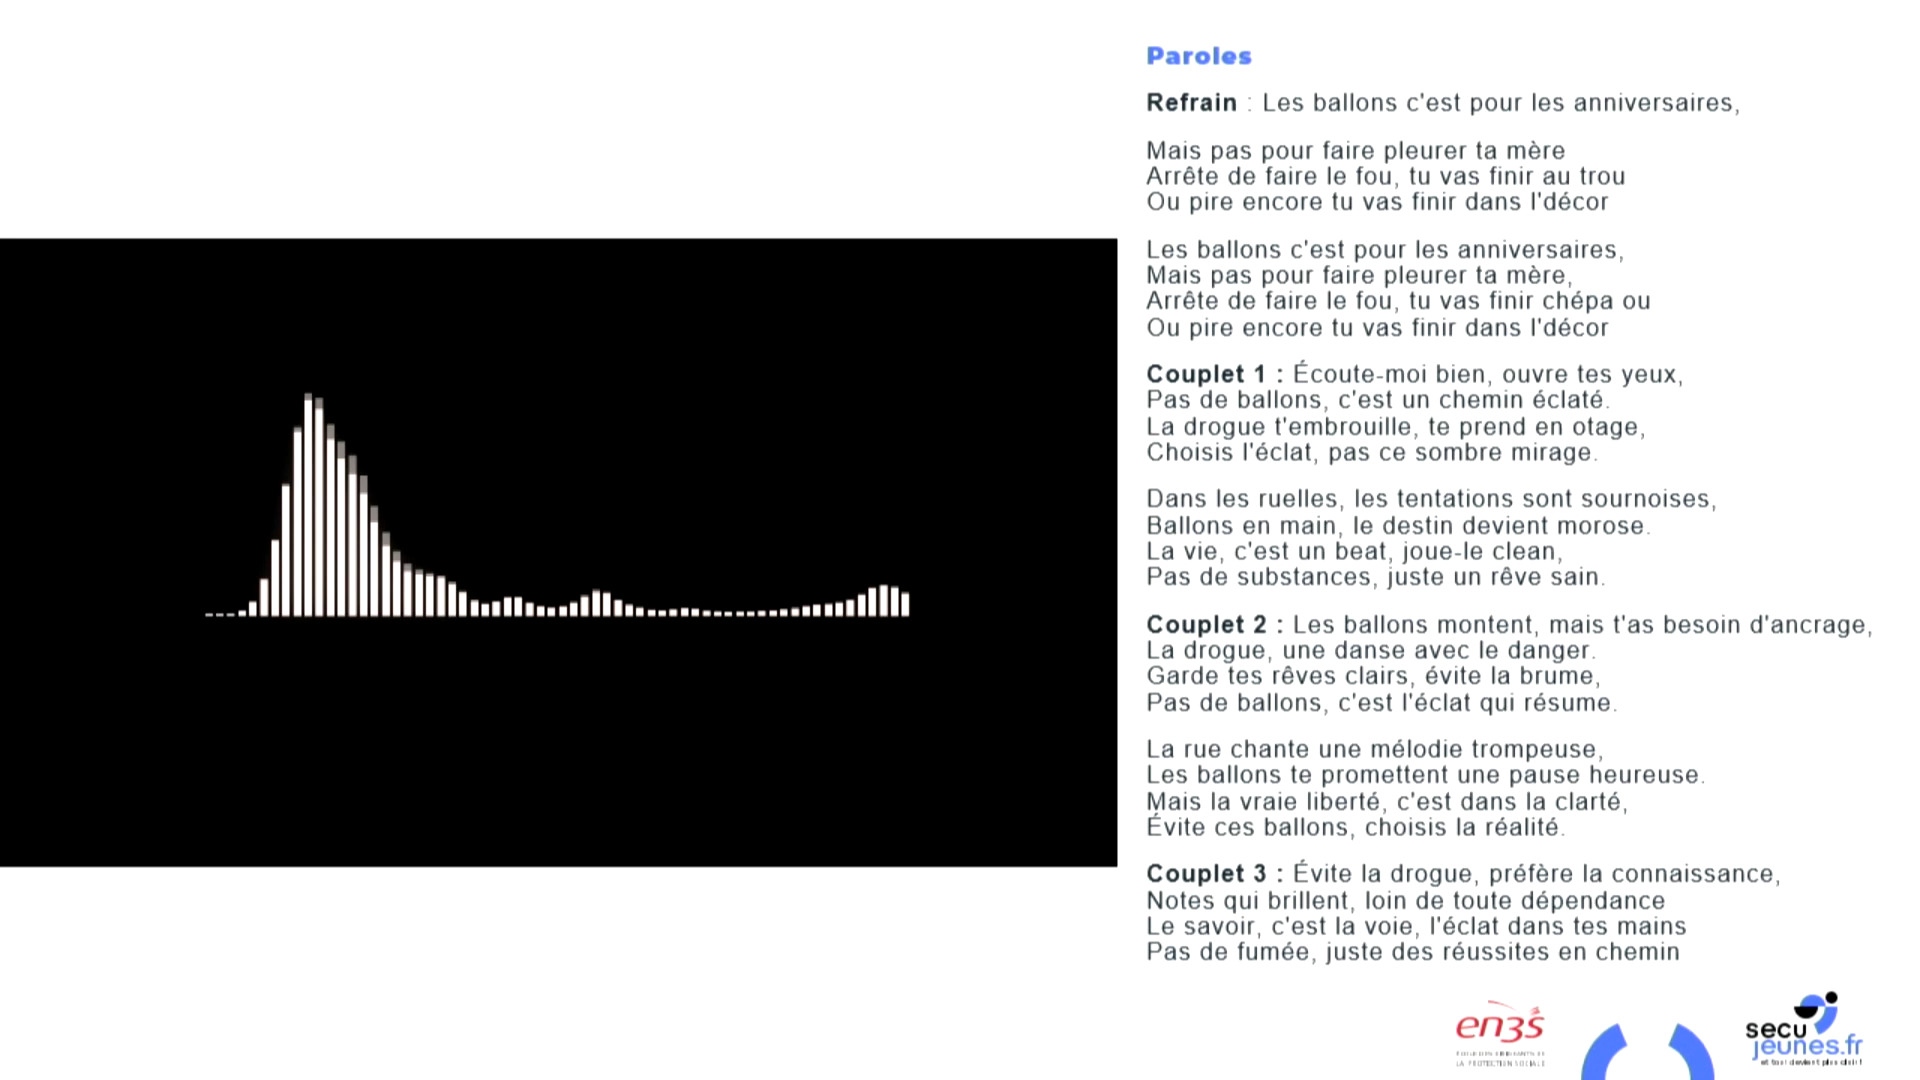 Paroles
Refrain : Les ballons c'est pour les anniversaires,
Mais pas pour faire pleurer ta mère
Arrête de faire le fou, tu vas finir au trou
Ou pire encore tu vas finir dans l'décor
Les ballons c'est pour les anniversaires,
Mais pas pour faire pleurer ta mère,
Arrête de faire le fou, tu vas finir chépa ou
Ou pire encore tu vas finir dans l'décor
Couplet 1 : Écoute-moi bien, ouvre tes yeux,
Pas de ballons, c'est un chemin éclaté.
La drogue t'embrouille, te prend en otage,
Choisis l'éclat, pas ce sombre mirage.
Dans les ruelles, les tentations sont sournoises,
Ballons en main, le destin devient morose.
La vie, c'est un beat, joue-le clean,
Pas de substances, juste un rêve sain.
Couplet 2 : Les ballons montent, mais t'as besoin d'ancrage,
La drogue, une danse avec le danger.
Garde tes rêves clairs, évite la brume,
Pas de ballons, c'est l'éclat qui résume.
La rue chante une mélodie trompeuse,
Les ballons te promettent une pause heureuse.
Mais la vraie liberté, c'est dans la clarté,
Évite ces ballons, choisis la réalité.
Couplet 3 : Évite la drogue, préfère la connaissance,
Notes qui brillent, loin de toute dépendance
Le savoir, c'est la voie, l'éclat dans tes mains
Pas de fumée, juste des réussites en chemin
en3s
LA PROTECTION SOCIALE
secu
jeunes.fr
et tout devient plus clair !